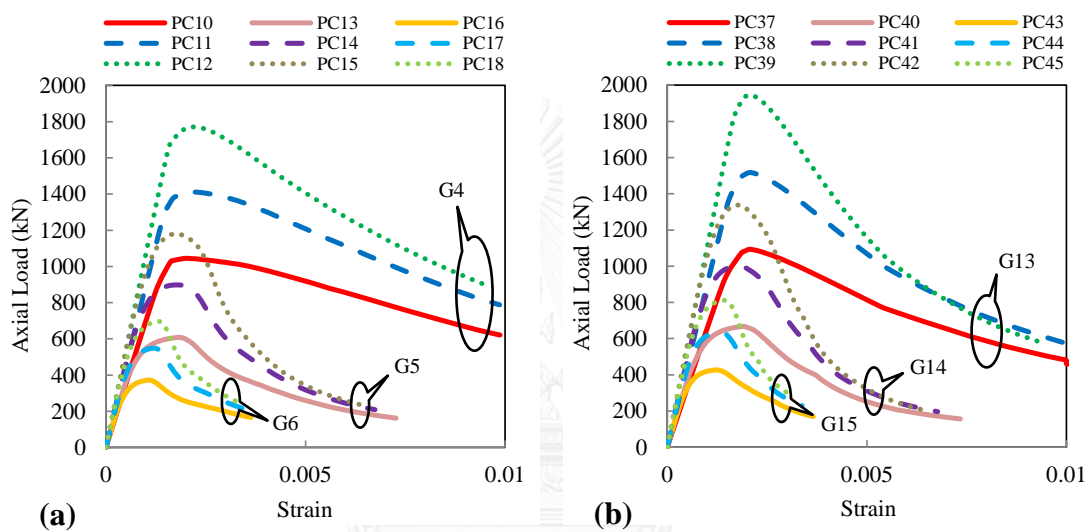 PC10 PC13 PC16
PC11 PC14 PC17
PC12 PC15 PC18
(a)
2000
1800
1600
1400
1200
1000
800
600
400
200
0
Axial Load (kN)
G4
G5
G6
0 0.005 0.01
Strain
PC37 PC40 PC43
PC38 PC41 PC44
PC39 PC42 PC45
(b)
2000
1800
1600
1400
1200
1000
800
600
400
200
0
Axial Load (kN)
G13
G14
G15
0 0.005 0.01
Strain